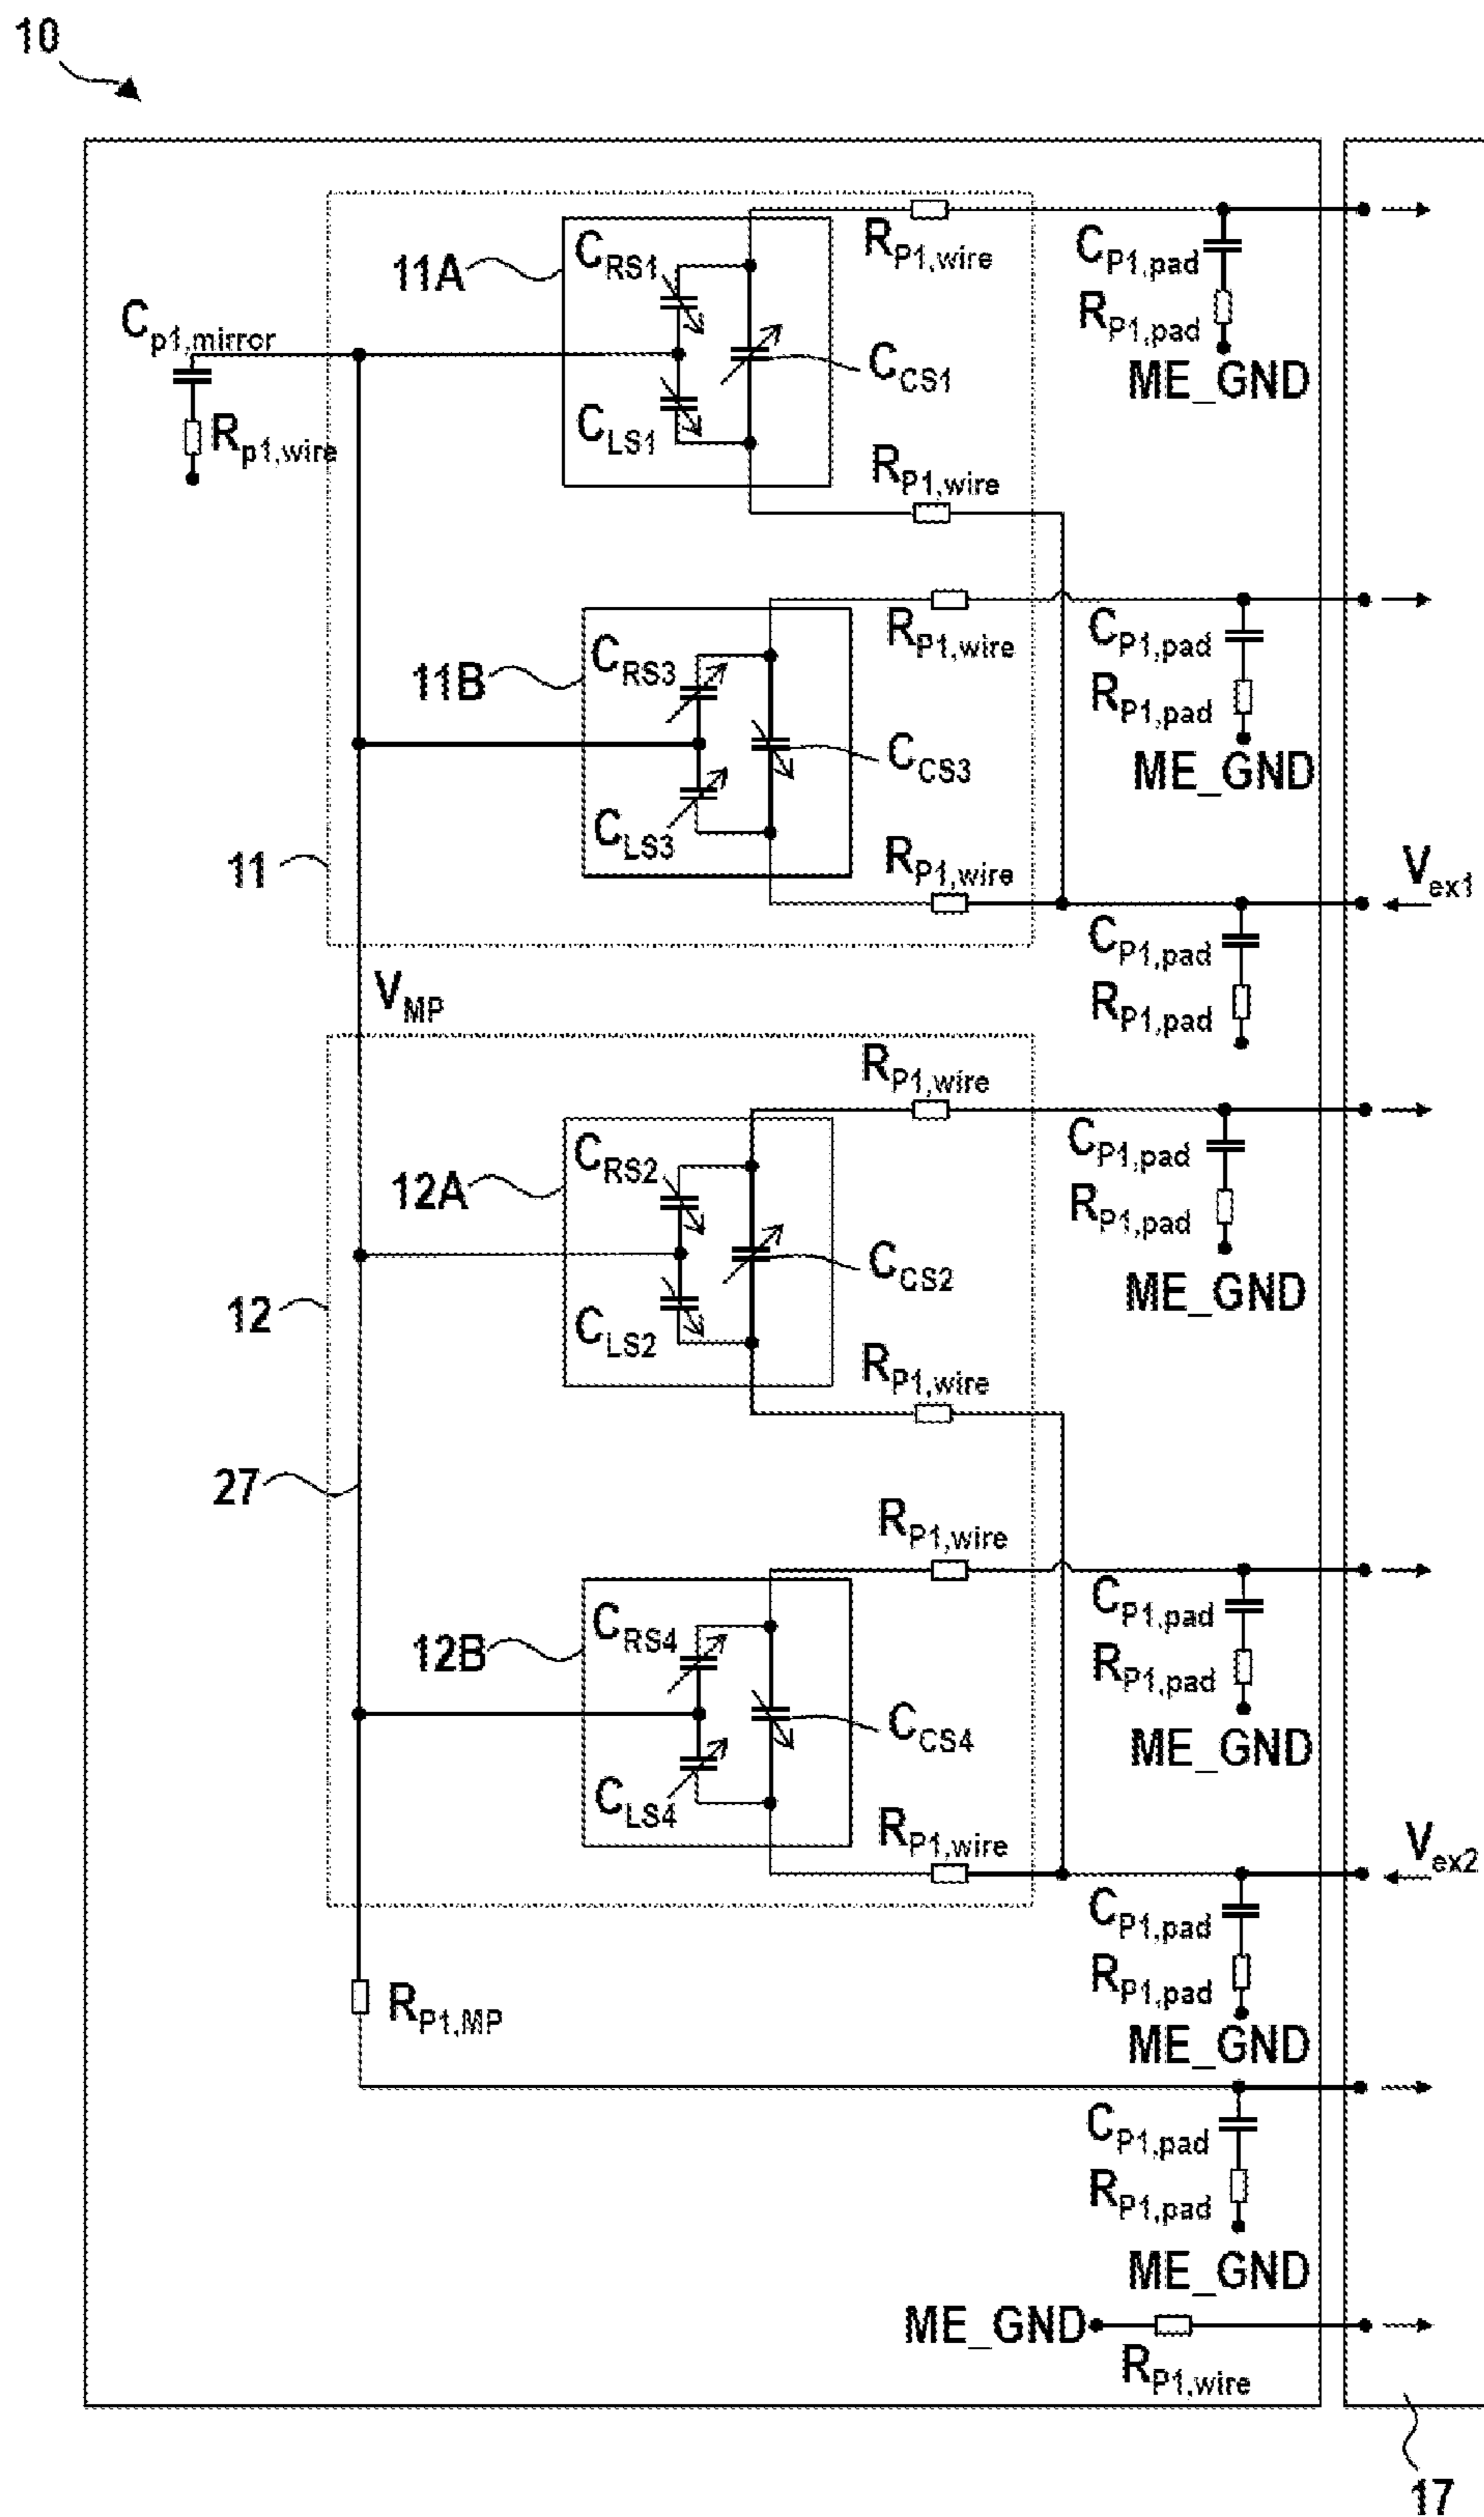 10
C_RS1
R_P1,wire
C_P1,pad
11A
R_P1,pad
C_p1,mirror
C_CS1
ME_GND
C_LS1
R_p1,wire
R_P1,wire
R_P1,wire
C_P1,pad
C_RS3
11B
R_P1,pad
C_CS3
ME_GND
C_LS3
R_P1,wire
V_ex1
11
C_P1,pad
V_MP
R_P1,pad
R_P1,wire
C_RS2
C_P1,pad
12A
R_P1,pad
C_CS2
ME_GND
12
C_LS2
R_P1,wire
27
R_P1,wire
C_P1,pad
C_RS4
12B
R_P1,pad
C_CS4
ME_GND
C_LS4
R_P1,wire
V_ex2
C_P1,pad
R_P1,pad
R_P1,MP
ME_GND
C_P1,pad
R_P1,pad
ME_GND
ME_GND
R_P1,wire
17